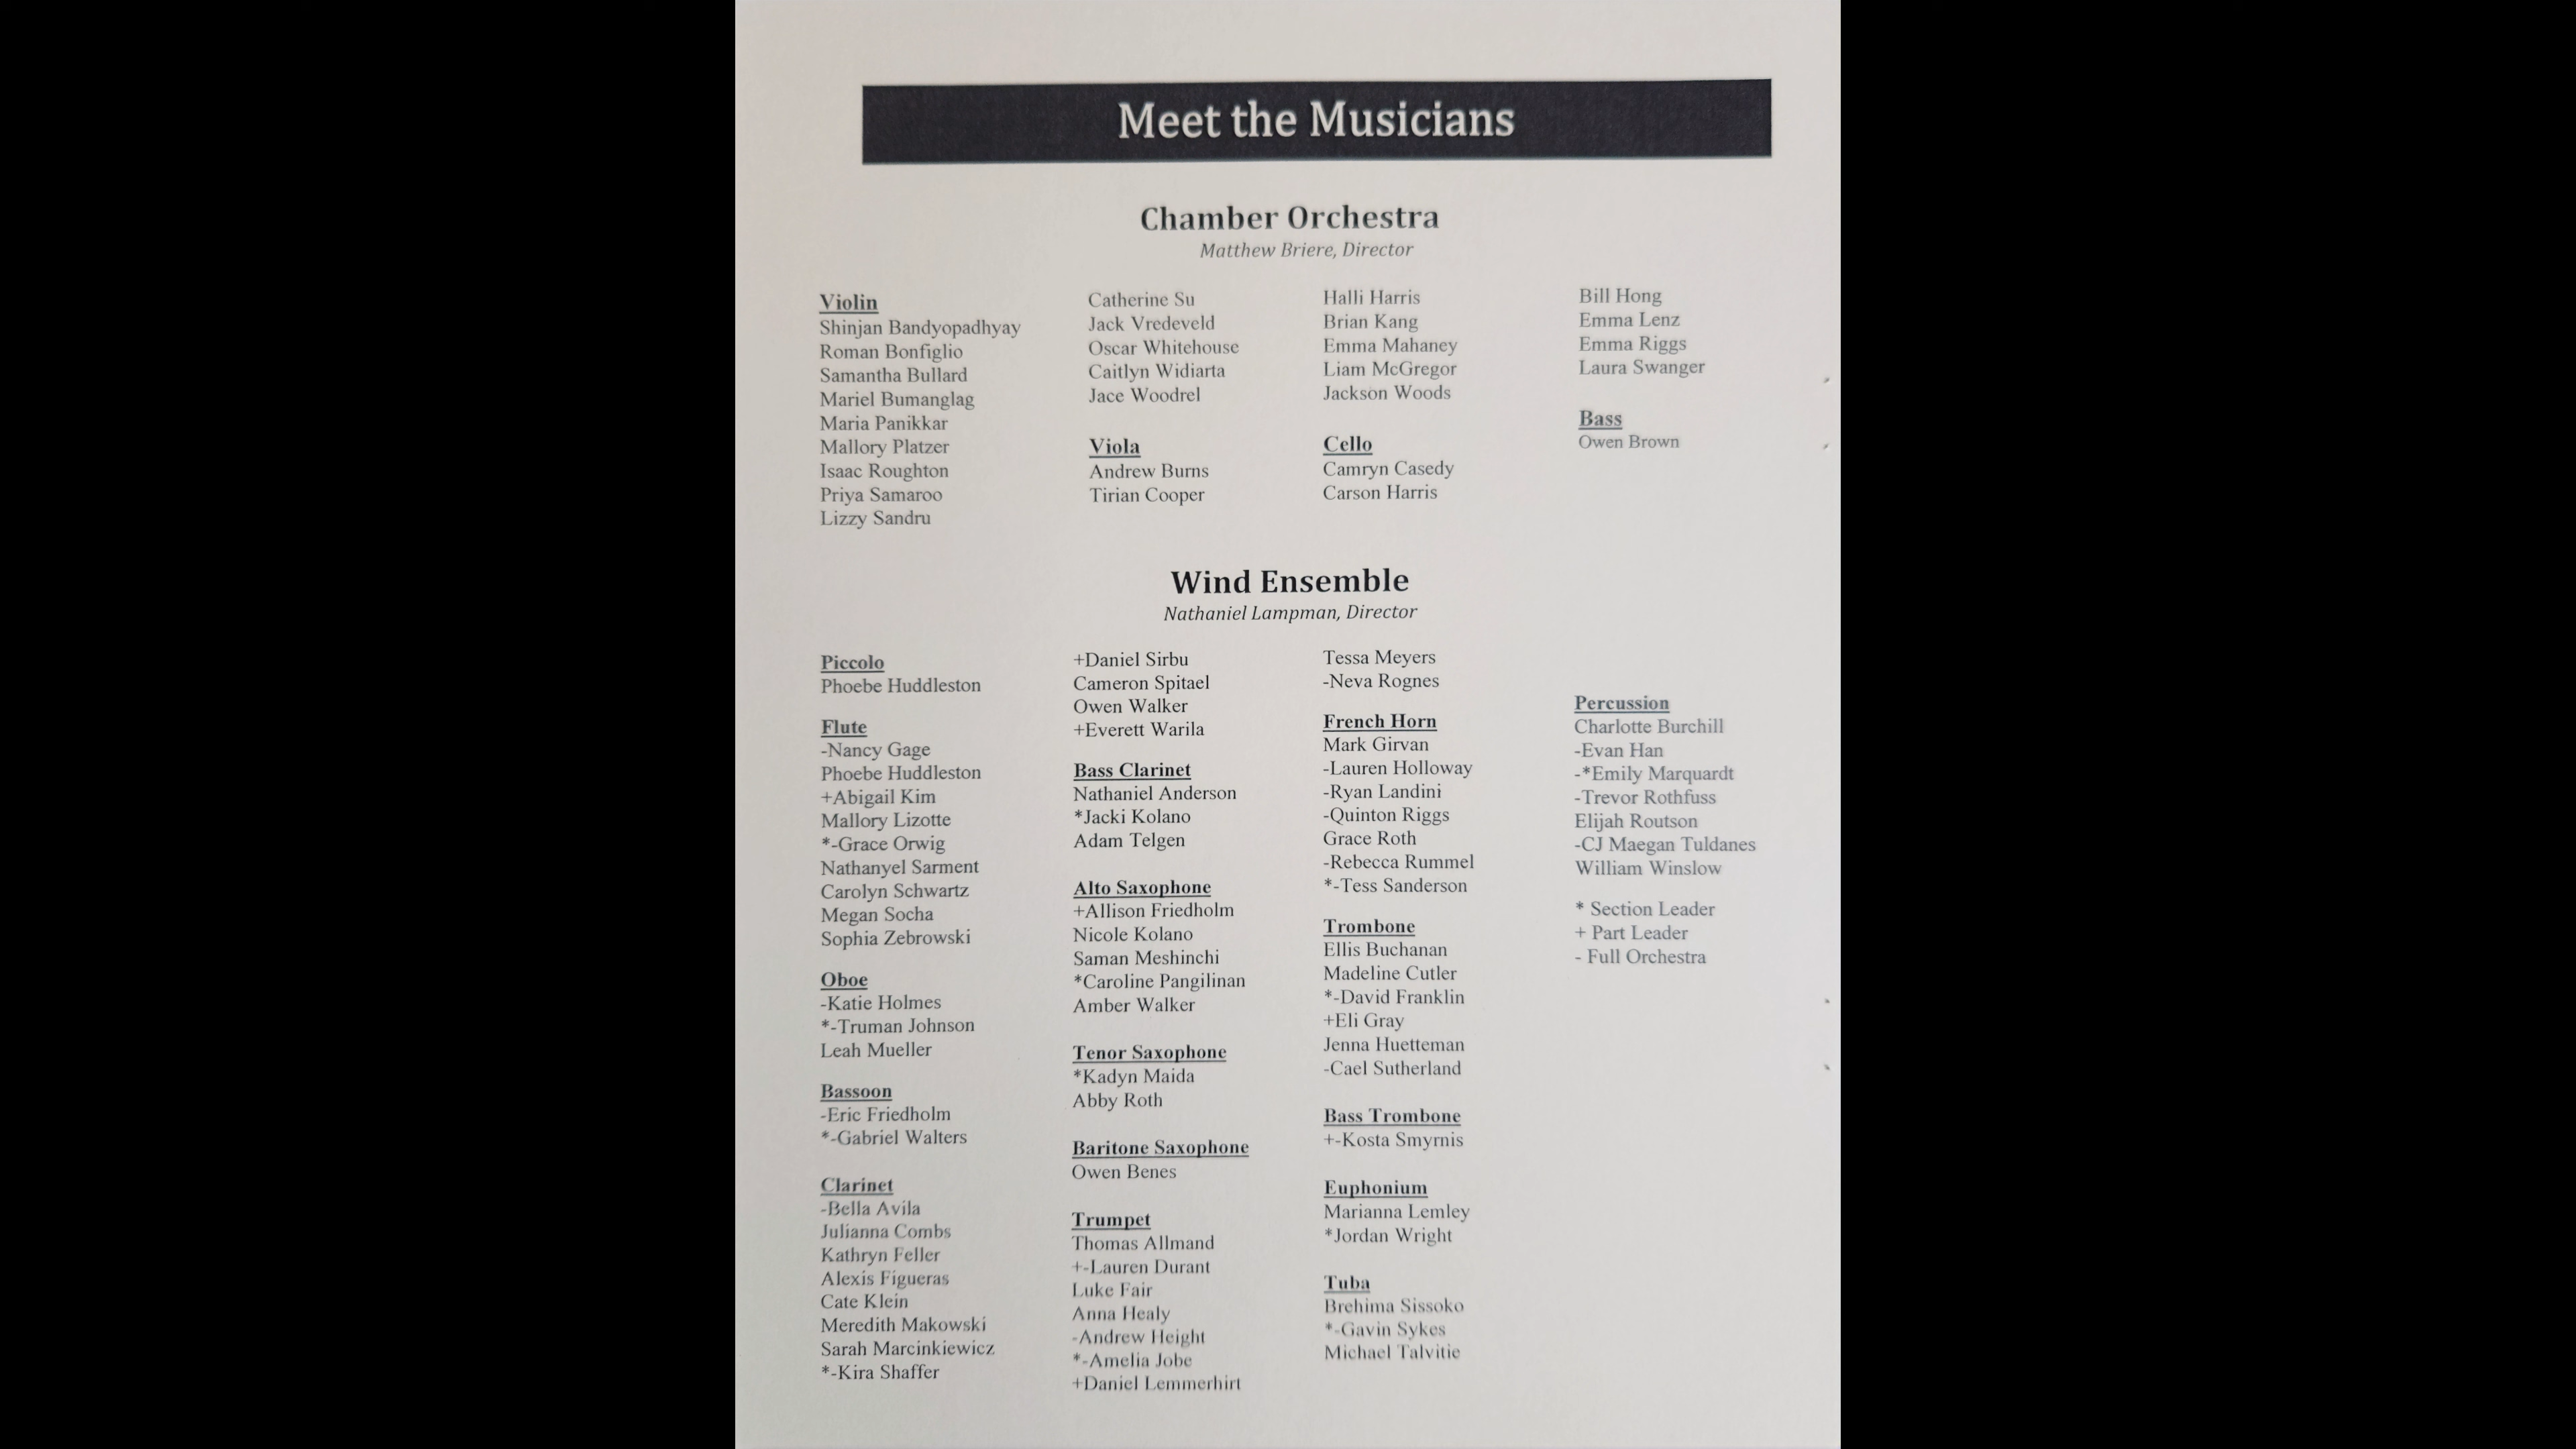 Meet the Musicians
Chamber Orchestra
Matthew Briere, Director
Violin
Shinjan Bandyopadhyay
Roman Bonfiglio
Samantha Bullard
Mariel Bumanglag
Maria Panikkar
Mallory Platzer
Isaac Roughton
Priya Samaroo
Lizzy Sandru
Catherine Su
Jack Vredeveld
Oscar Whitehouse
Caitlyn Widiarta
Jace Woodrel
Viola
Andrew Burns
Tirian Cooper
Halli Harris
Brian Kang
Emma Mahaney
Liam McGregor
Jackson Woods
Cello
Camryn Casedy
Carson Harris
Bill Hong
Emma Lenz
Emma Riggs
Laura Swanger
Bass
Owen Brown
Wind Ensemble
Nathaniel Lampman, Director
Piccolo
Phoebe Huddleston
Flute
-Nancy Gage
Phoebe Huddleston
+Abigail Kim
Mallory Lizotte
*-Grace Orwig
Nathanyel Sarment
Carolyn Schwartz
Megan Socha
Sophia Zebrowski
Oboe
-Katie Holmes
*-Truman Johnson
Leah Mueller
Bassoon
-Eric Friedholm
*-Gabriel Walters
Clarinet
-Bella Avila
Julianna Combs
Kathryn Feller
Alexis Figueras
Cate Klein
Meredith Makowski
Sarah Marcinkiewicz
*-Kira Shaffer
+Daniel Sirbu
Cameron Spitael
Owen Walker
+Everett Warila
Bass Clarinet
Nathaniel Anderson
*Jacki Kolano
Adam Telgen
Alto Saxophone
+Allison Friedholm
Nicole Kolano
Saman Meshinchi
*Caroline Pangilinan
Amber Walker
Tenor Saxophone
*Kadyn Maida
Abby Roth
Baritone Saxophone
Owen Benes
Trumpet
Thomas Allmand
+-Lauren Durant
Luke Fair
Anna Healy
-Andrew Height
*-Amelia Jobe
+Daniel Lemmerhirt
Tessa Meyers
-Neva Rognes
French Horn
Mark Girvan
-Lauren Holloway
-Ryan Landini
-Quinton Riggs
Grace Roth
-Rebecca Rummel
*-Tess Sanderson
Trombone
Ellis Buchanan
Madeline Cutler
*-David Franklin
+Eli Gray
Jenna Huetteman
-Cael Sutherland
Bass Trombone
+-Kosta Smyrnis
Euphonium
Marianna Lemley
*Jordan Wright
Tuba
Brehima Sissoko
*-Gavin Sykes
Michael Talvitie
Percussion
Charlotte Burchill
-Evan Han
-*Emily Marquardt
-Trevor Rothfuss
Elijah Routson
-CJ Maegan Tuldanes
William Winslow
* Section Leader
+ Part Leader
- Full Orchestra